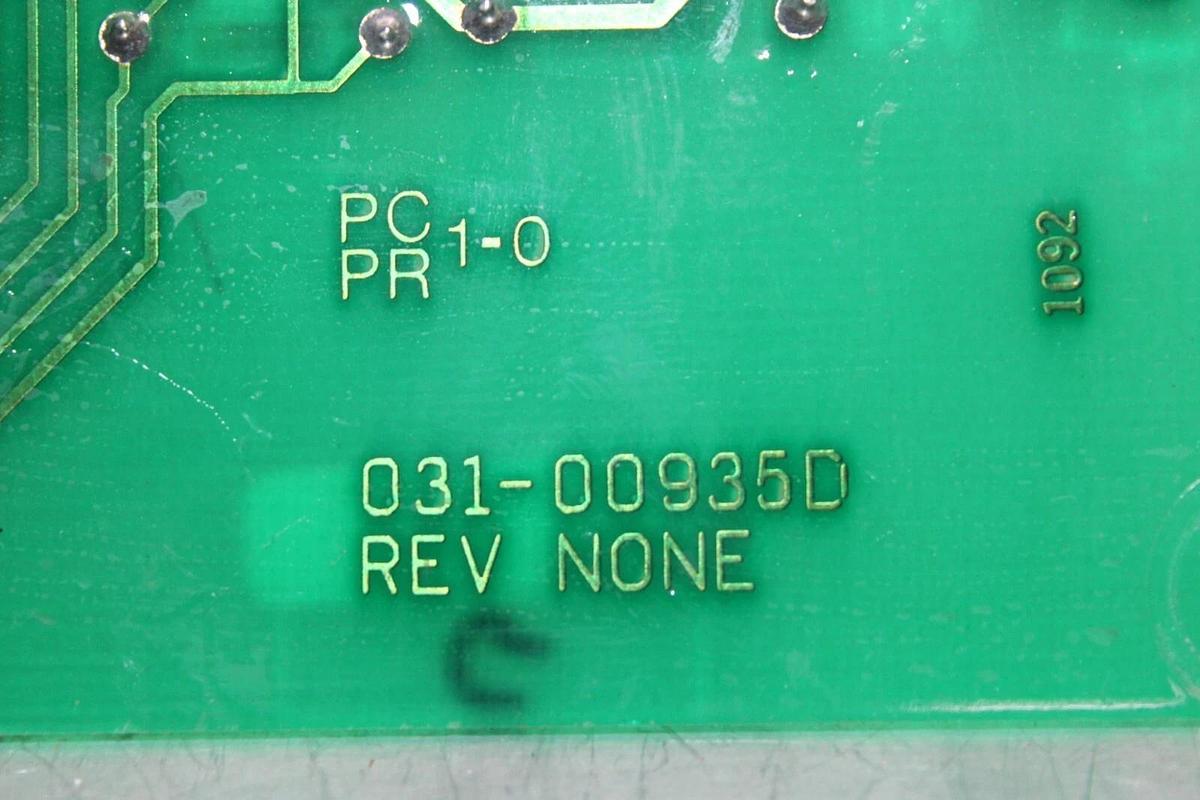 PC
PR 1-0
1092
031-00935D
REV NONE
C